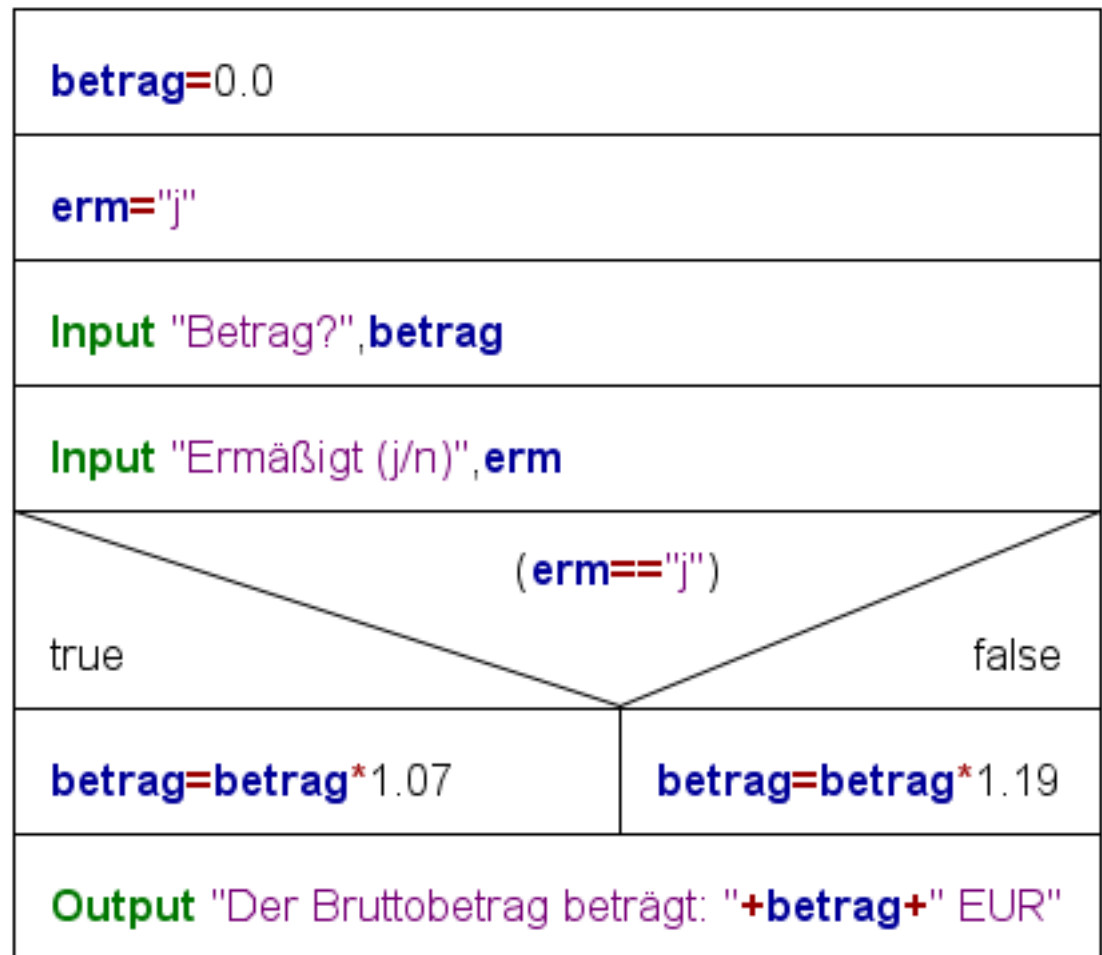 betrag=0.0
erm="j"
Input "Betrag?",betrag
Input "Ermäßigt (j/n)",erm
(erm=="j")
true false
betrag=betrag*1.07 betrag=betrag*1.19
Output "Der Bruttobetrag beträgt: "+betrag+" EUR"